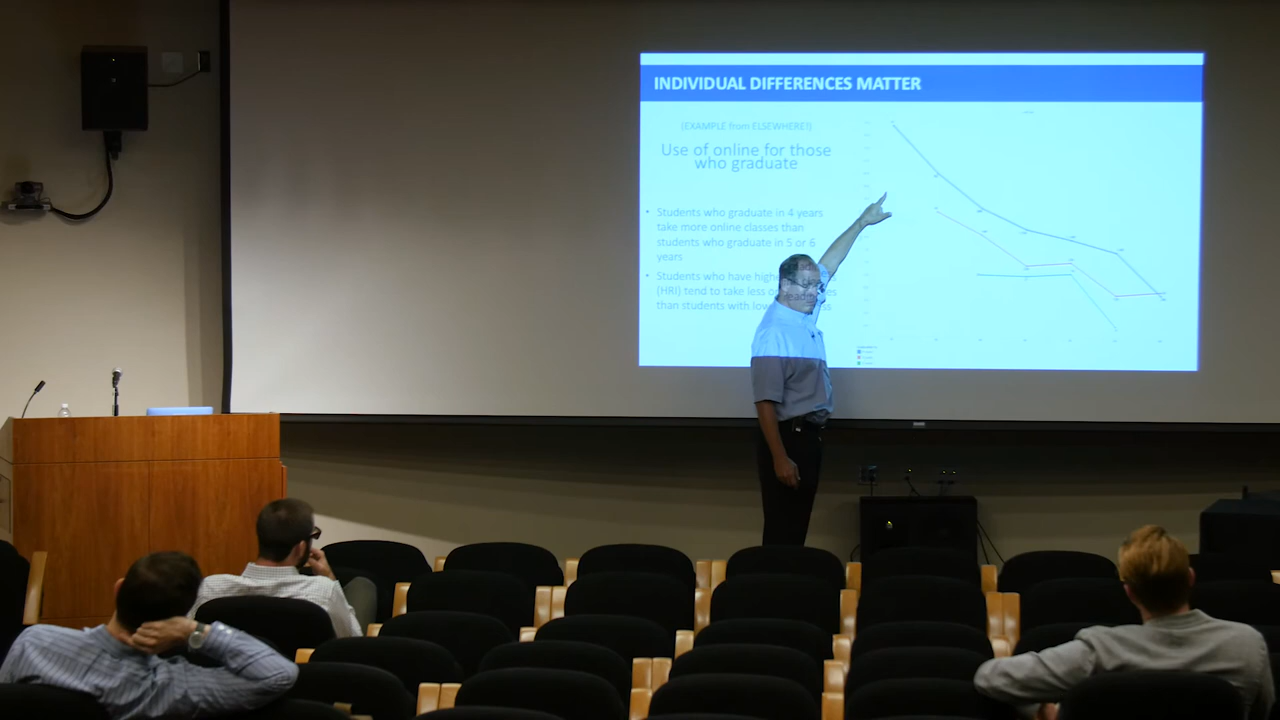 INDIVIDUAL DIFFERENCES MATTER
(EXAMPLE from ELSEWHERE?)
Use of online for those
who graduate
• Students who graduate in 4 years
take more online classes than
students who graduate in 5 or 6
years
• Students who have high
(HRI) tend to take less
than students with low